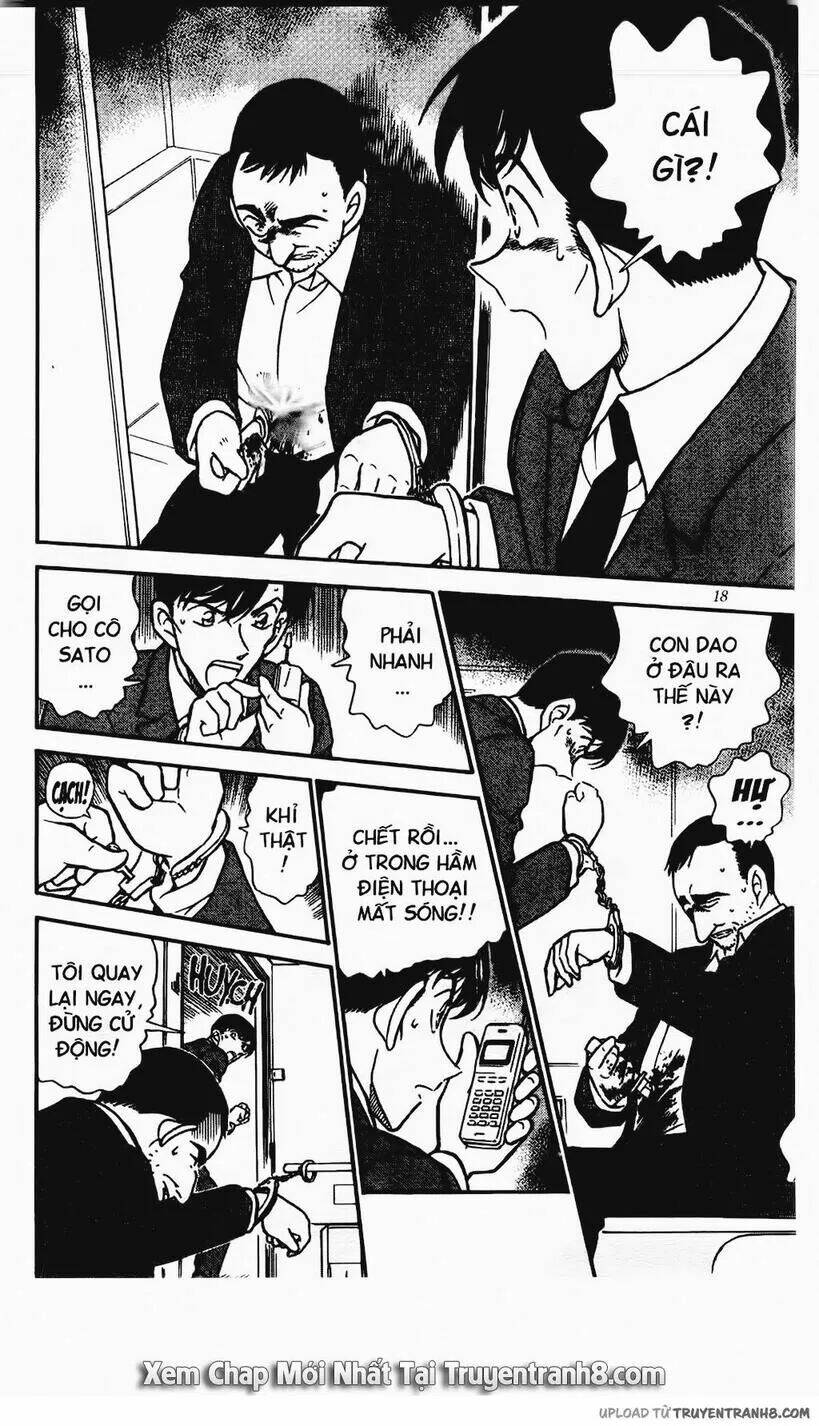 CÁI
GÌ?!
18
CON DAO
Ở ĐÂU RA
THẾ NÀY
?!
HỰ
...
PHẢI
NHANH
...
GỌI
CHO CÔ
SATO
...
CHẾT RỒI...
Ở TRONG HẦM
ĐIỆN THOẠI
MẤT SÓNG!!
KHỈ
THẬT
!
CẠCH!
TÔI QUAY
LẠI NGAY,
ĐỪNG CỬ
ĐỘNG!
HUỴCH
Xem Chap Mới Nhất Tại Truyentranh8.com
UPLOAD TỪ TRUYENTRANH8.COM